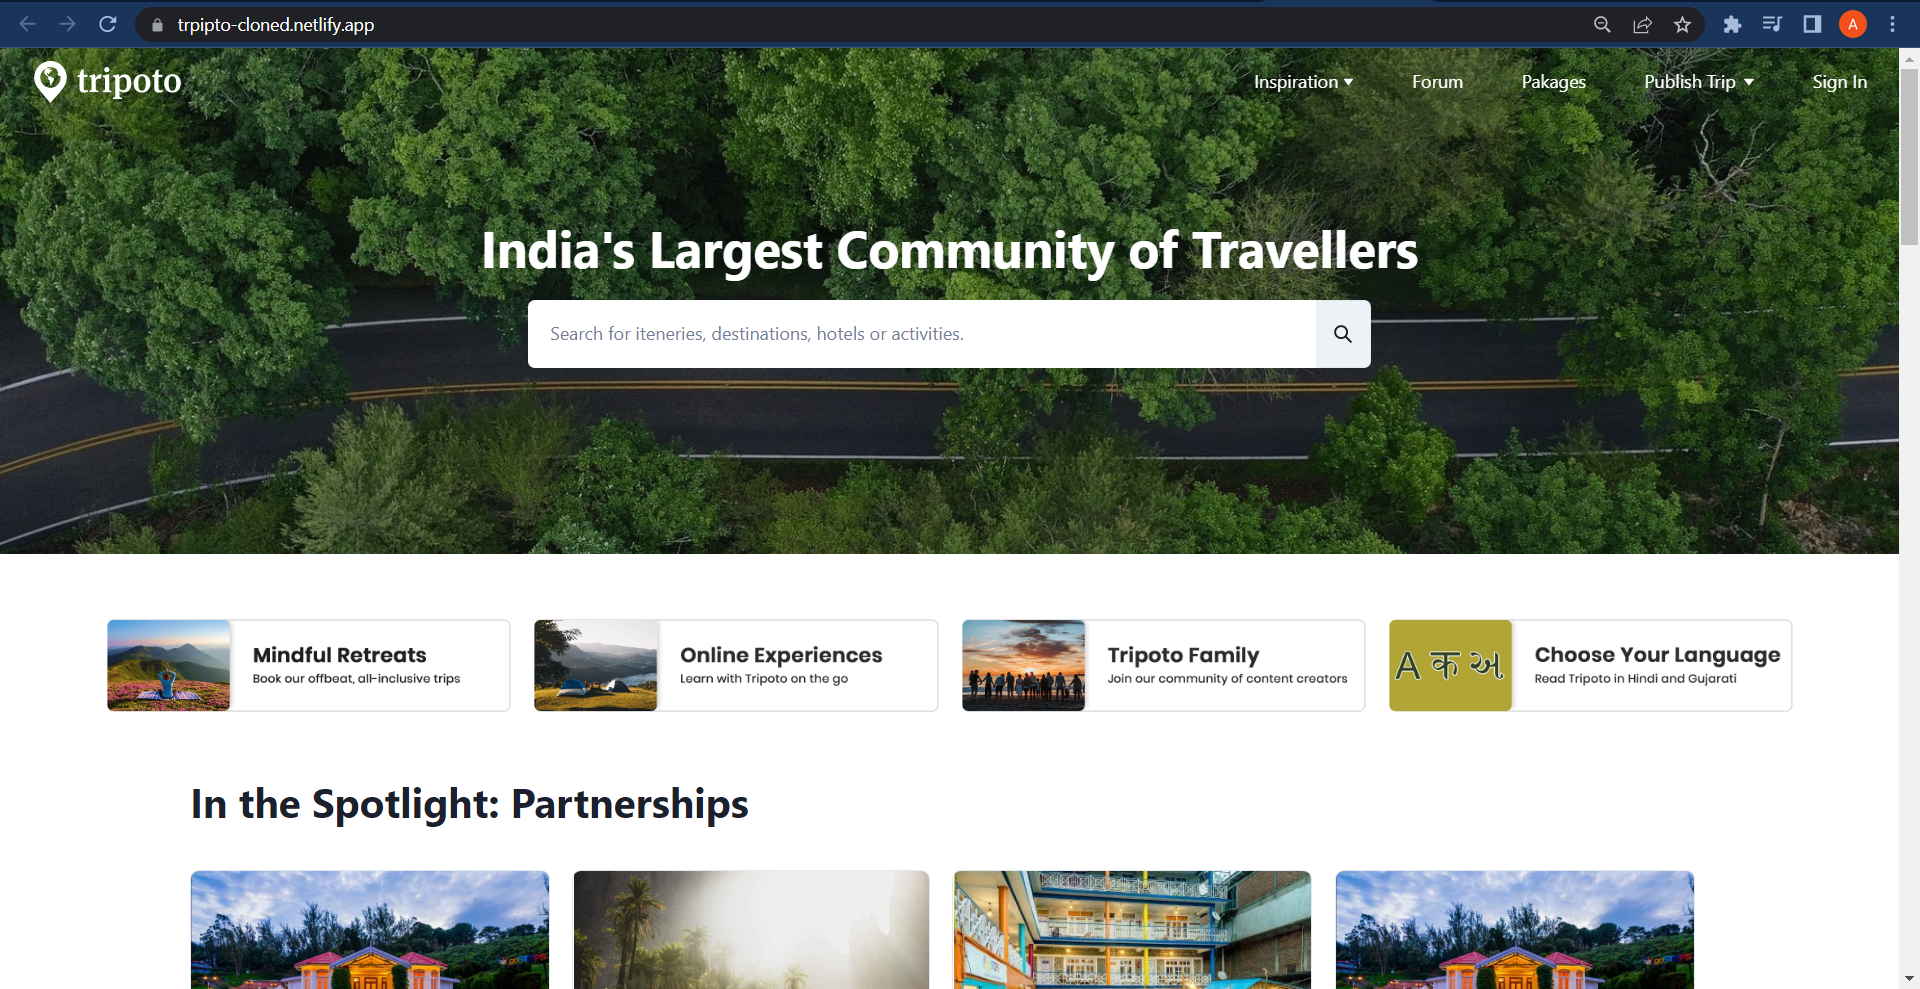 trpipto-cloned.netlify.app
A
tripoto
Inspiration
Forum
Pakages
Publish Trip
Sign In
India's Largest Community of Travellers
Search for iteneries, destinations, hotels or activities.
Mindful Retreats
Book our offbeat, all-inclusive trips
Online Experiences
Learn with Tripoto on the go
Tripoto Family
Join our community of content creators
A क અ
Choose Your Language
Read Tripoto in Hindi and Gujarati
In the Spotlight: Partnerships